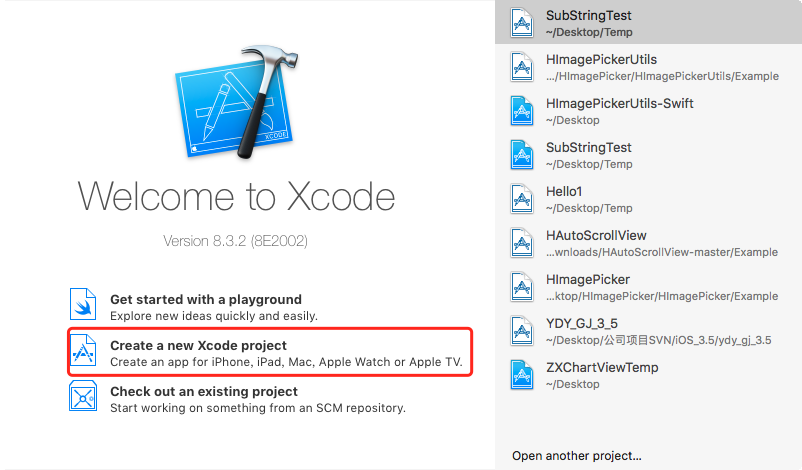 XCODE
Welcome to Xcode
Version 8.3.2 (8E2002)
Get started with a playground
Explore new ideas quickly and easily.
Create a new Xcode project
Create an app for iPhone, iPad, Mac, Apple Watch or Apple TV.
Check out an existing project
Start working on something from an SCM repository.
SubStringTest
~/Desktop/Temp
HImagePickerUtils
.../HImagePicker/HImagePickerUtils/Example
HImagePickerUtils-Swift
~/Desktop
SubStringTest
~/Desktop/Temp
Hello1
~/Desktop/Temp
HAutoScrollView
...wnloads/HAutoScrollView-master/Example
HImagePicker
...ktop/HImagePicker/HImagePicker/Example
YDY_GJ_3_5
~/Desktop/公司项目SVN/iOS_3.5/ydy_gj_3.5
ZXChartViewTemp
~/Desktop
Open another project...